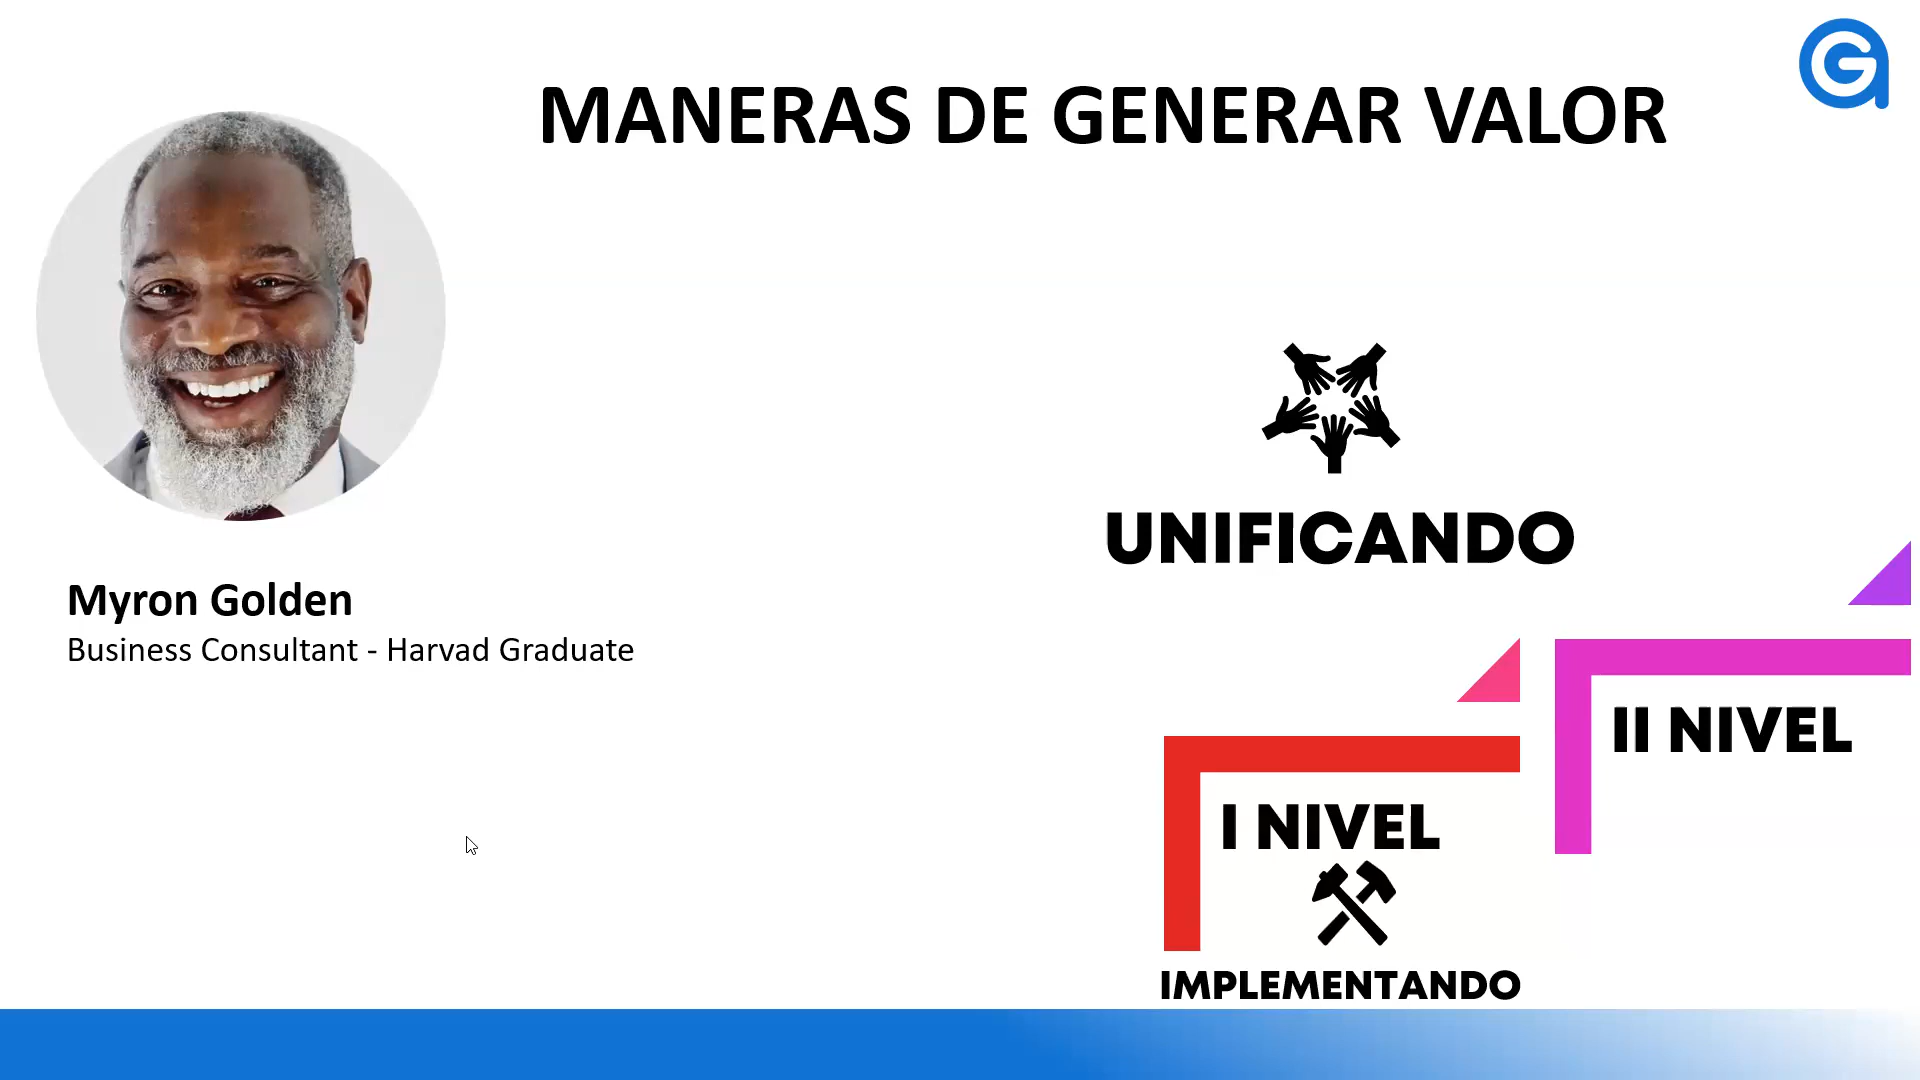 MANERAS DE GENERAR VALOR
Myron Golden
Business Consultant - Harvad Graduate
UNIFICANDO
II NIVEL
I NIVEL
IMPLEMENTANDO